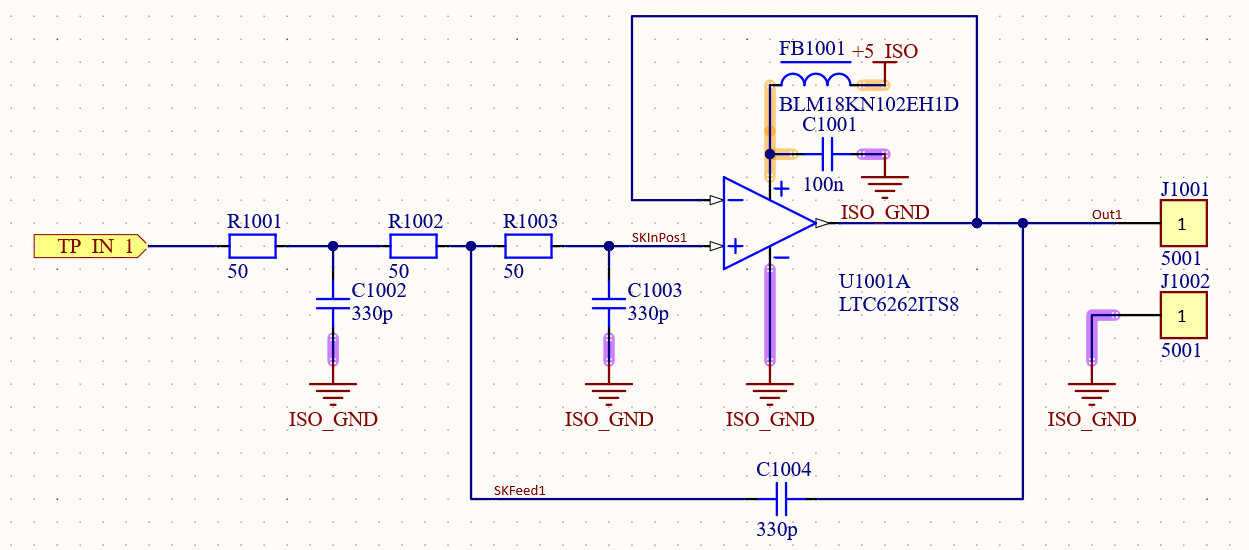 FB1001
+5_ISO
BLM18KN102EH1D
C1001
100n
+
ISO_GND
J1001
1
5001
Out1
TP_IN_1
R1001
50
R1002
50
R1003
50
SKInPos1
−
+
−
U1001A
LTC6262ITS8
J1002
1
5001
C1002
330p
C1003
330p
ISO_GND
ISO_GND
ISO_GND
ISO_GND
C1004
SKFeed1
330p